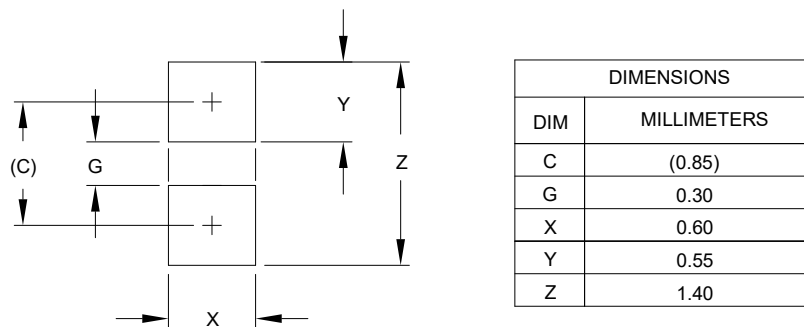 Y
(C)
G
Z
X
DIMENSIONS
DIM MILLIMETERS
C (0.85)
G 0.30
X 0.60
Y 0.55
Z 1.40